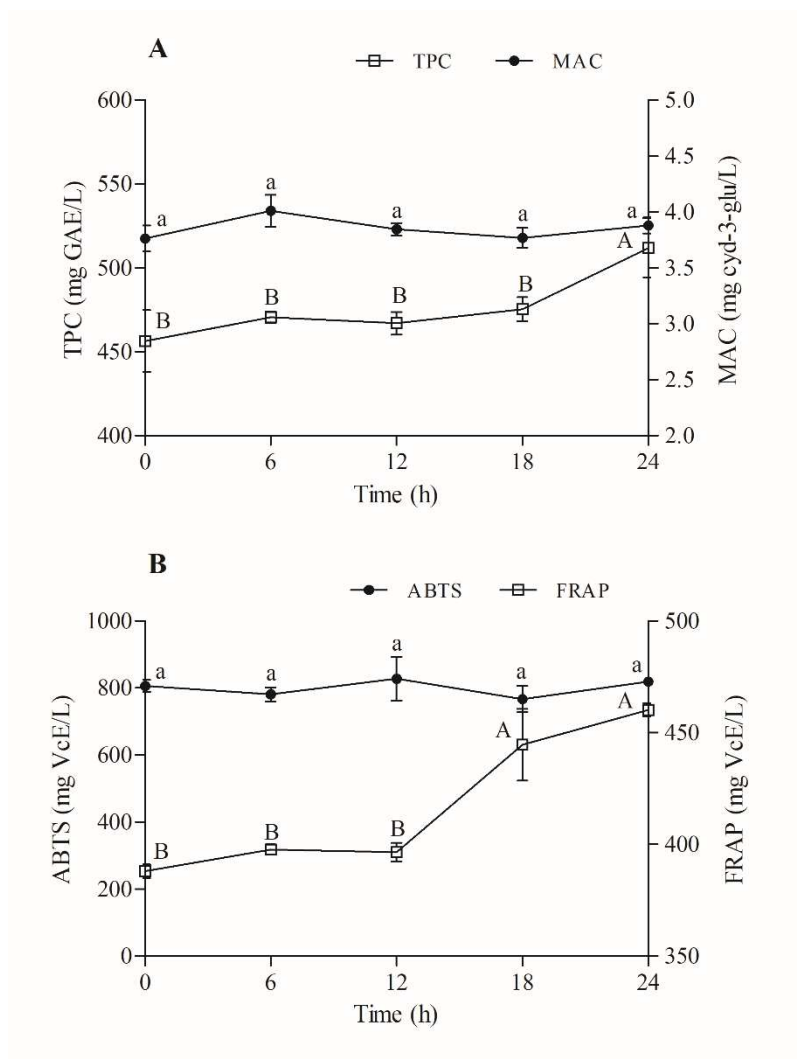 A
TPC MAC
600 5.0
4.5
550
a
a a a 4.0
a
A
500 3.5
B
B B 3.0
B
450
2.5
400 2.0
0 6 12 18 24
Time (h)
TPC (mg GAE/L)
MAC (mg cyd-3-glu/L)
B
ABTS FRAP
1000 500
a
a a a a
800
A
A 450
600
400 400
B B B
200
0 350
0 6 12 18 24
Time (h)
ABTS (mg VcE/L)
FRAP (mg VcE/L)